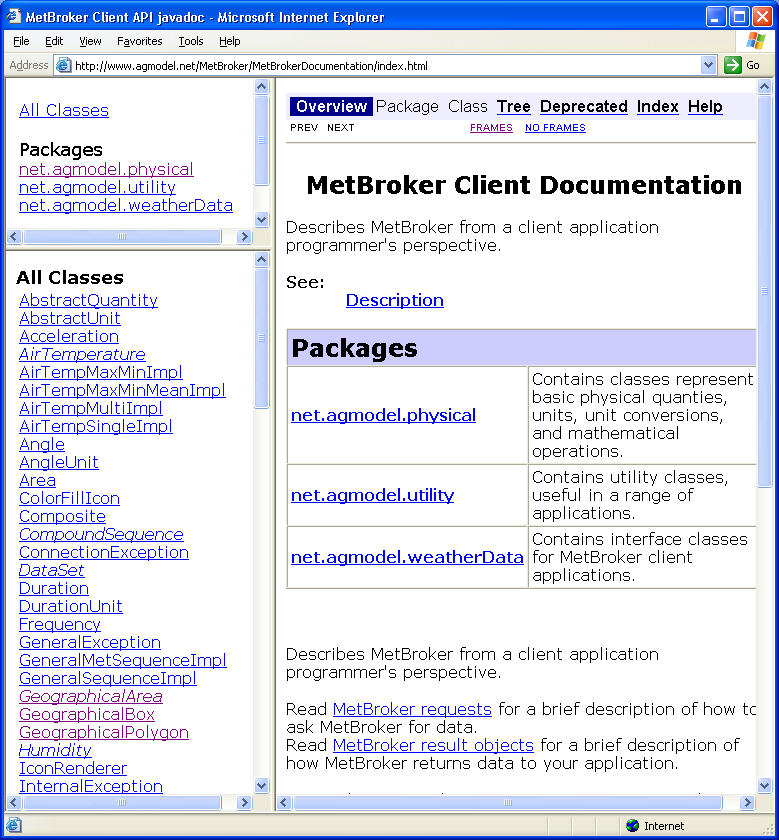 MetBroker Client API javadoc - Microsoft Internet Explorer
File Edit View Favorites Tools Help
Address http://www.agmodel.net/MetBroker/MetBrokerDocumentation/index.html Go
All Classes
Packages
net.agmodel.physical
net.agmodel.utility
net.agmodel.weatherData
All Classes
AbstractQuantity
AbstractUnit
Acceleration
AirTemperature
AirTempMaxMinImpl
AirTempMaxMinMeanImpl
AirTempMultiImpl
AirTempSingleImpl
Angle
AngleUnit
Area
ColorFillIcon
Composite
CompoundSequence
ConnectionException
DataSet
Duration
DurationUnit
Frequency
GeneralException
GeneralMetSequenceImpl
GeneralSequenceImpl
GeographicalArea
GeographicalBox
GeographicalPolygon
Humidity
IconRenderer
InternalException
Overview Package Class Tree Deprecated Index Help
PREV NEXT FRAMES NO FRAMES
MetBroker Client Documentation
Describes MetBroker from a client application
programmer's perspective.
See:
Description
Packages
net.agmodel.physical
Contains classes represent
basic physical quanties,
units, unit conversions,
and mathematical
operations.
net.agmodel.utility
Contains utility classes,
useful in a range of
applications.
net.agmodel.weatherData
Contains interface classes
for MetBroker client
applications.
Describes MetBroker from a client application
programmer's perspective.
Read MetBroker requests for a brief description of how to
ask MetBroker for data.
Read MetBroker result objects for a brief description of
how MetBroker returns data to your application.
Internet